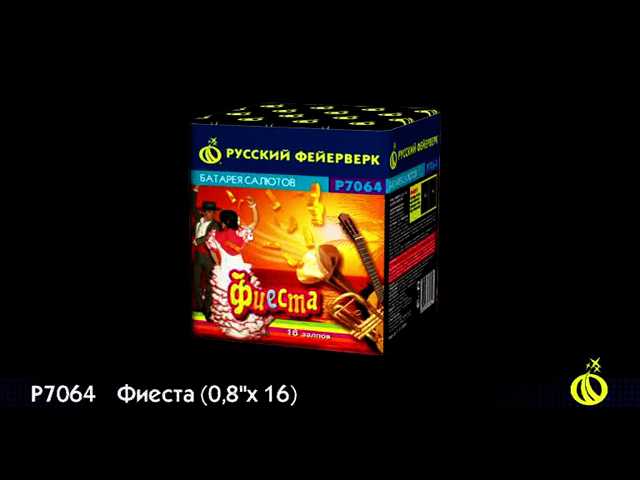 РУССКИЙ ФЕЙЕРВЕРК
БАТАРЕЯ САЛЮТОВ
P7064
Фиеста
16 залпов
P7064 Фиеста (0,8"x 16)